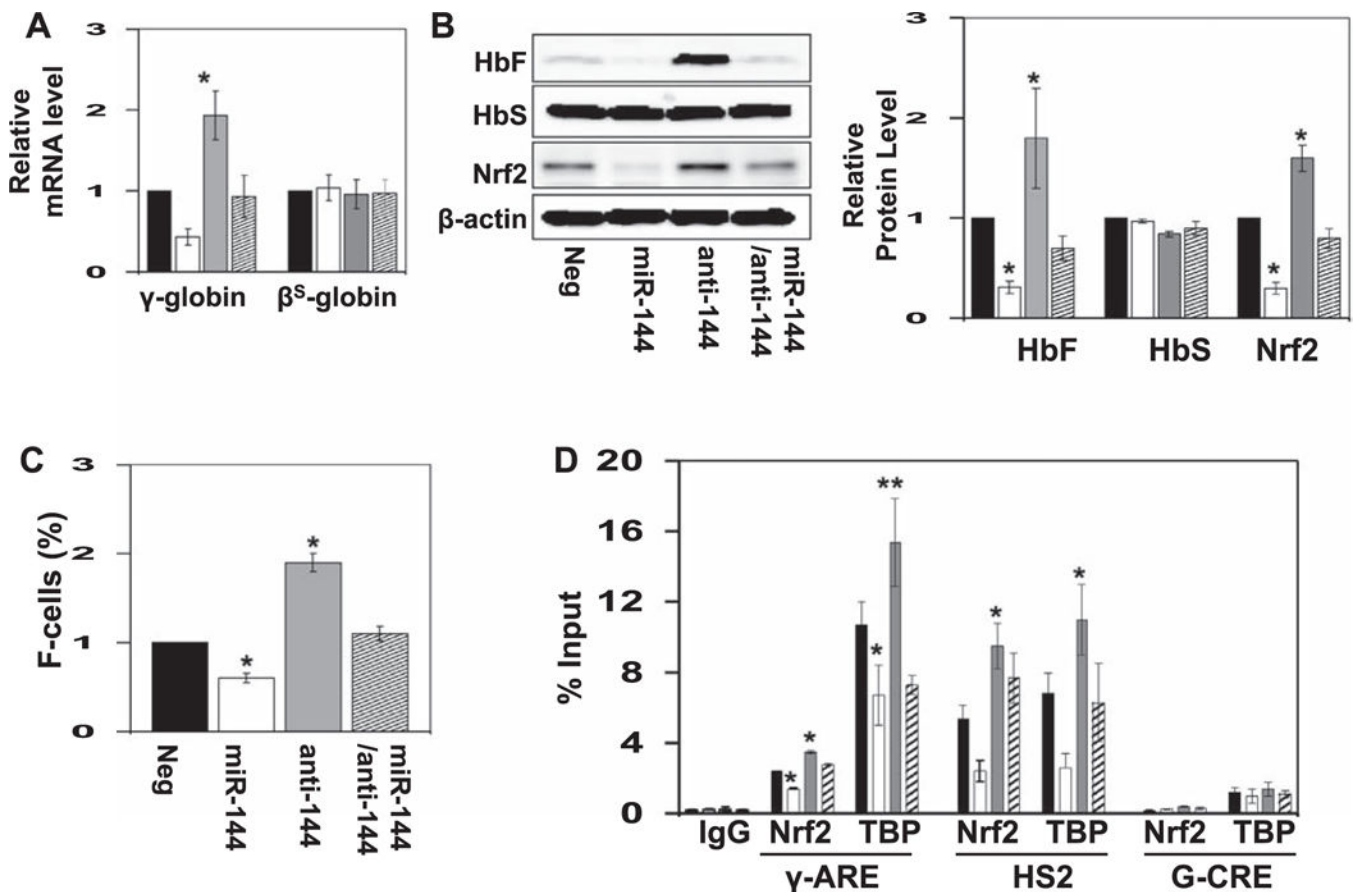 A
3
2
1
0
Relative
mRNA level
*
γ-globin
βS-globin
B
HbF
HbS
Nrf2
β-actin
Neg
miR-144
anti-144
miR-144
/anti-144
3
2
1
0
Relative
Protein Level
*
*
*
*
HbF
HbS
Nrf2
C
3
2
1
0
F-cells (%)
*
*
Neg
miR-144
anti-144
miR-144
/anti-144
D
20
16
12
8
4
0
% Input
*
*
*
**
*
*
IgG
Nrf2
TBP
Nrf2
TBP
Nrf2
TBP
γ-ARE
HS2
G-CRE